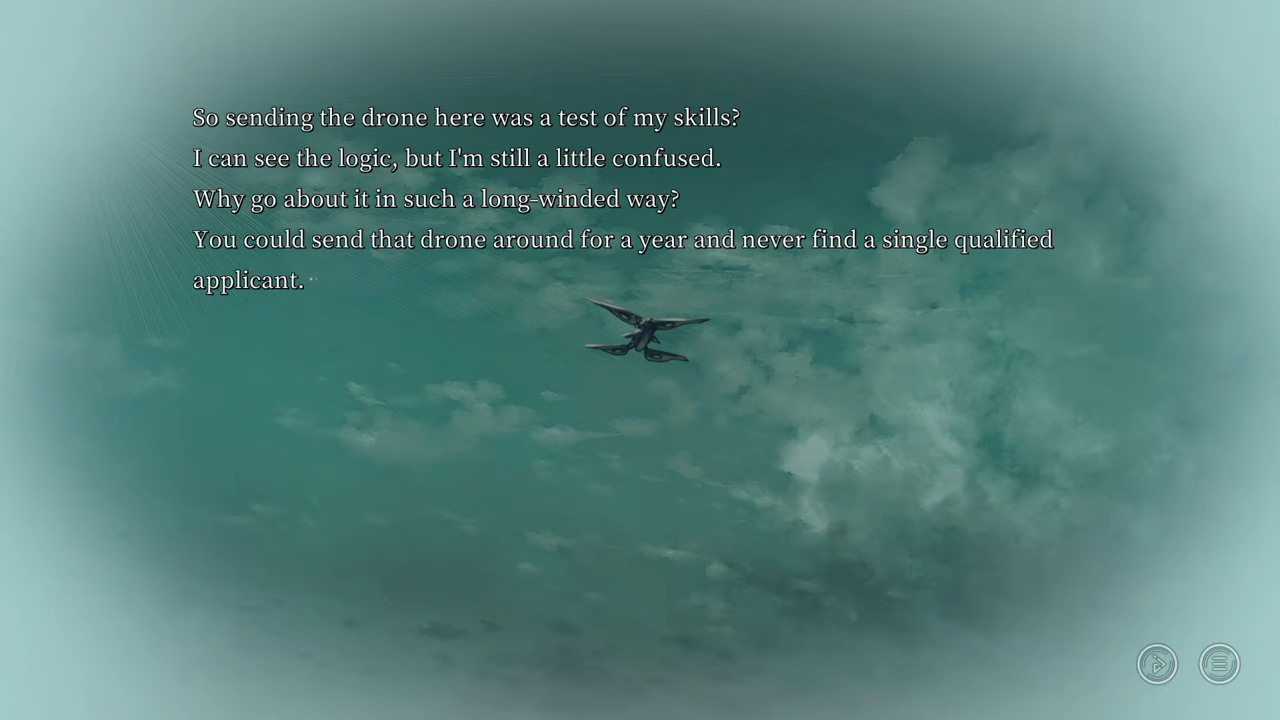 So sending the drone here was a test of my skills?
I can see the logic, but I'm still a little confused.
Why go about it in such a long-winded way?
You could send that drone around for a year and never find a single qualified
applicant.